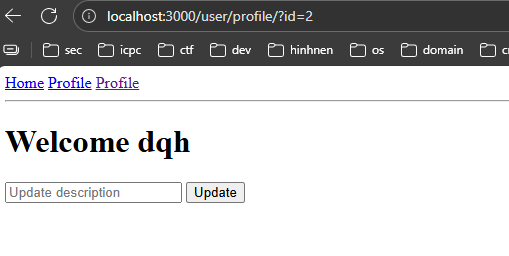 localhost:3000/user/profile/?id=2
sec icpc ctf dev hinhnen os domain
Home Profile Profile
Welcome dqh
Update description Update